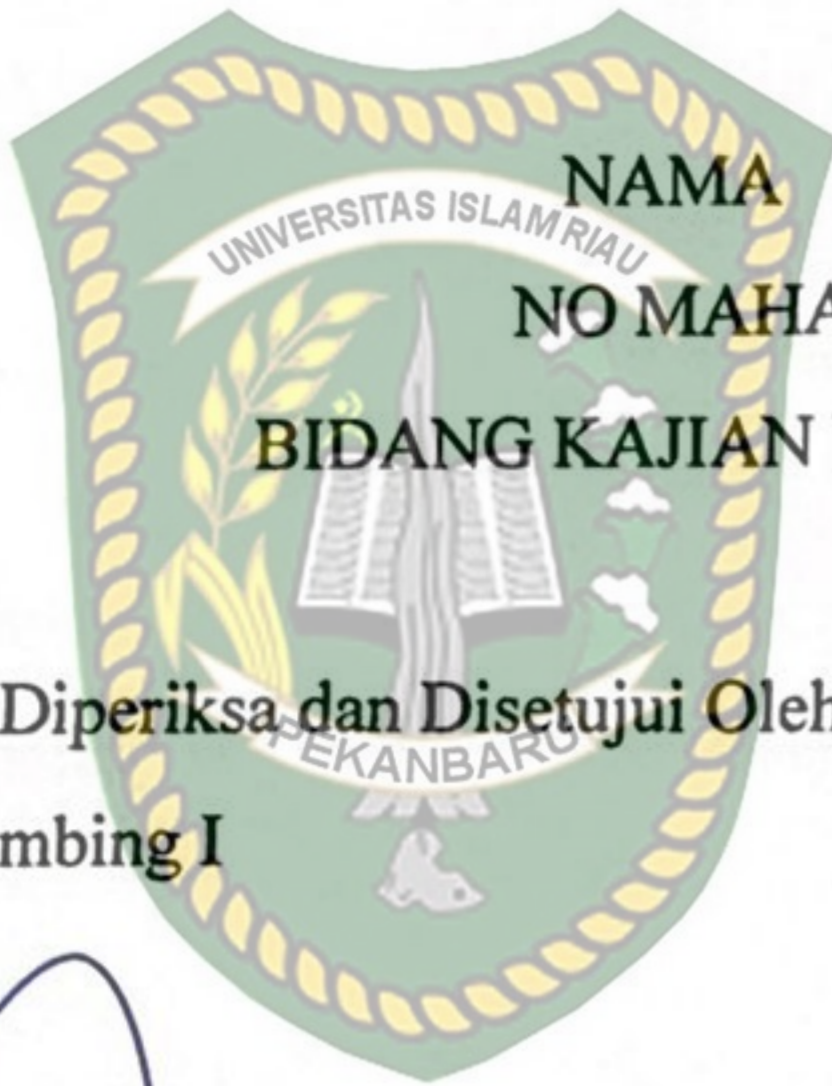 NAMA
UNIVERSITAS ISLAM RIAU
NO MAHA
BIDANG KAJIAN
Diperiksa dan Disetujui Oleh
PEKANBARU
mbing I